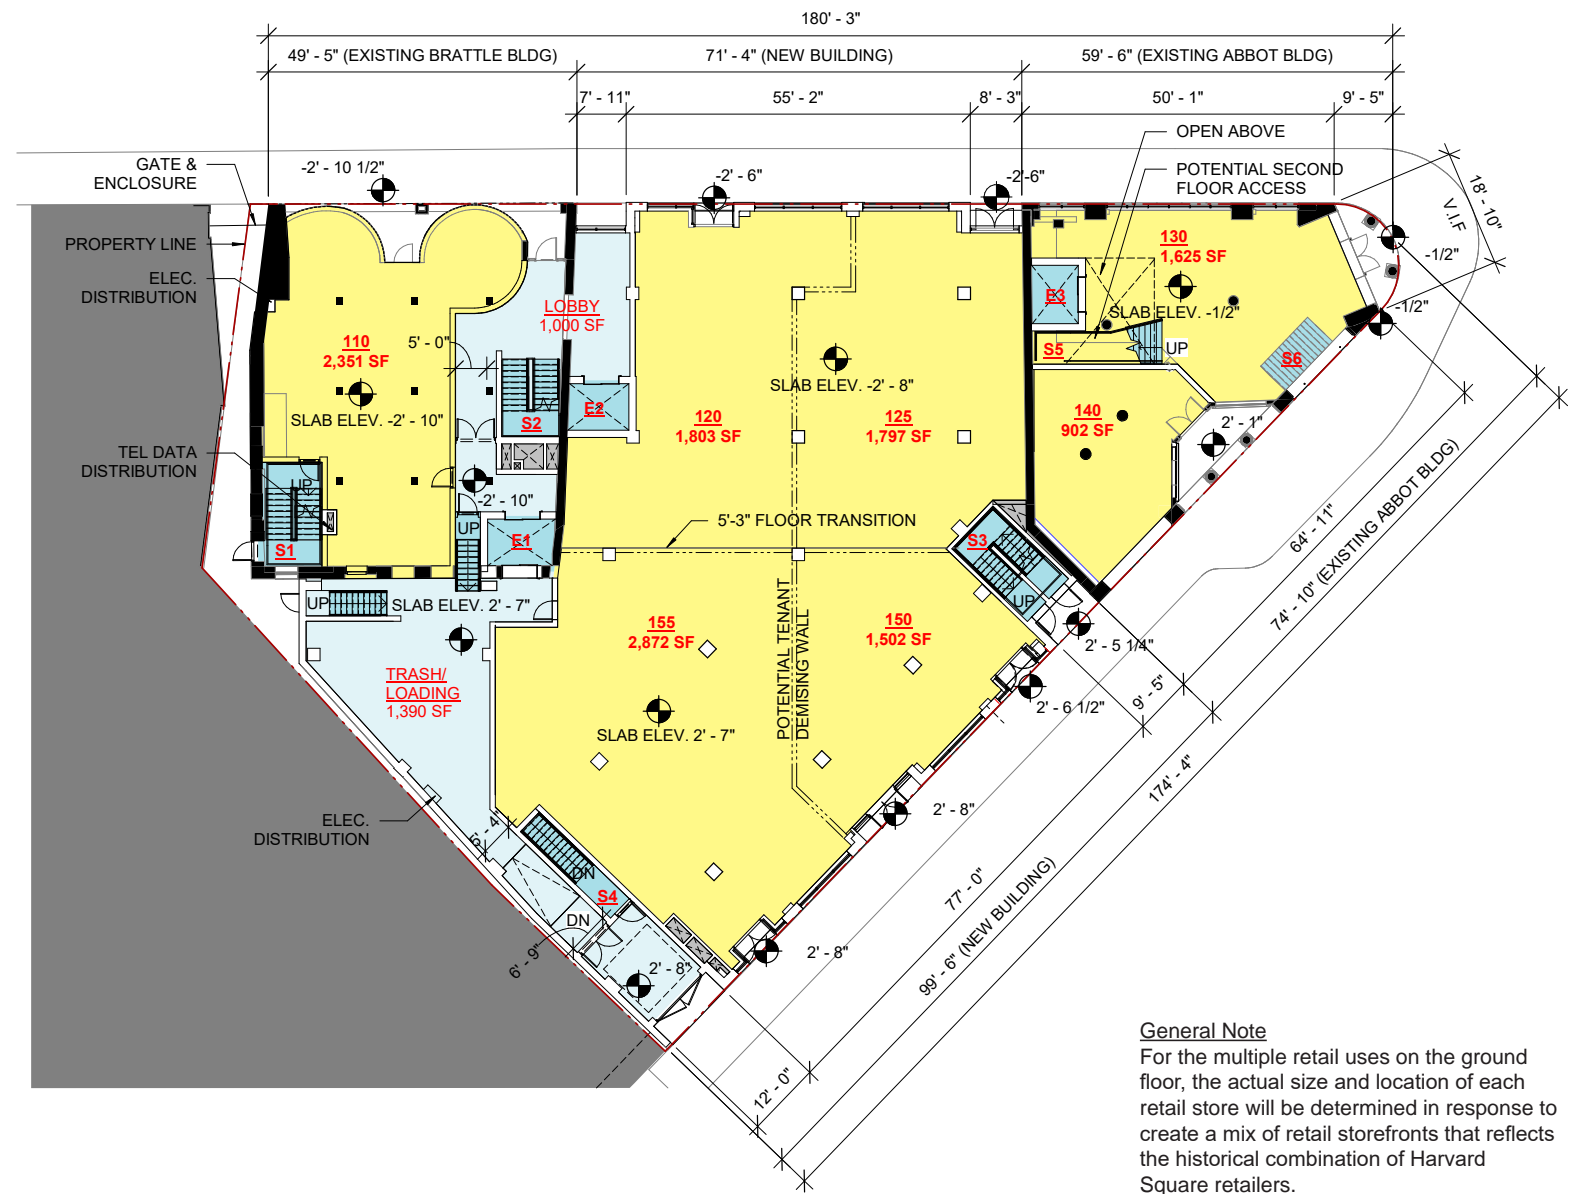 180' - 3"
49' - 5" (EXISTING BRATTLE BLDG)
71' - 4" (NEW BUILDING)
59' - 6" (EXISTING ABBOT BLDG)
7' - 11"
55' - 2"
8' - 3"
50' - 1"
9' - 5"
OPEN ABOVE
POTENTIAL SECOND
FLOOR ACCESS
GATE &
ENCLOSURE
-2' - 10 1/2"
-2' - 6"
-2'-6"
18' - 10"
V.I.F
PROPERTY LINE
ELEC.
DISTRIBUTION
130
1,625 SF
-1/2"
E3
SLAB ELEV. -1/2"
-1/2"
LOBBY
1,000 SF
110
2,351 SF
5' - 0"
S5
UP
S6
SLAB ELEV. -2' - 8"
SLAB ELEV. -2' - 10"
E2
S2
120
1,803 SF
125
1,797 SF
140
902 SF
2' - 1"
TEL DATA
DISTRIBUTION
UP
-2' - 10"
UP
5'-3" FLOOR TRANSITION
E1
S1
S3
UP
64' - 11"
74' - 10" (EXISTING ABBOT BLDG)
UP
SLAB ELEV. 2' - 7"
155
2,872 SF
150
1,502 SF
POTENTIAL TENANT
DEMISING WALL
2' - 5 1/4"
TRASH/
LOADING
1,390 SF
9' - 5"
2' - 6 1/2"
SLAB ELEV. 2' - 7"
174' - 4"
ELEC.
DISTRIBUTION
2' - 8"
DN
S4
DN
77' - 0"
99' - 6" (NEW BUILDING)
6' - 9"
2' - 8"
2' - 8"
12' - 0"
General Note
For the multiple retail uses on the ground
floor, the actual size and location of each
retail store will be determined in response to
create a mix of retail storefronts that reflects
the historical combination of Harvard
Square retailers.